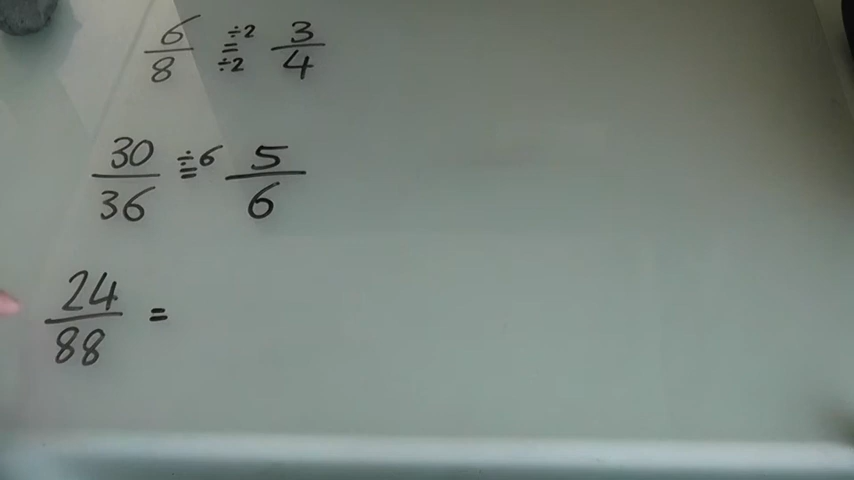 6/8 ÷2 = ÷2 3/4
30/36 ÷6 = 5/6
24/88 =